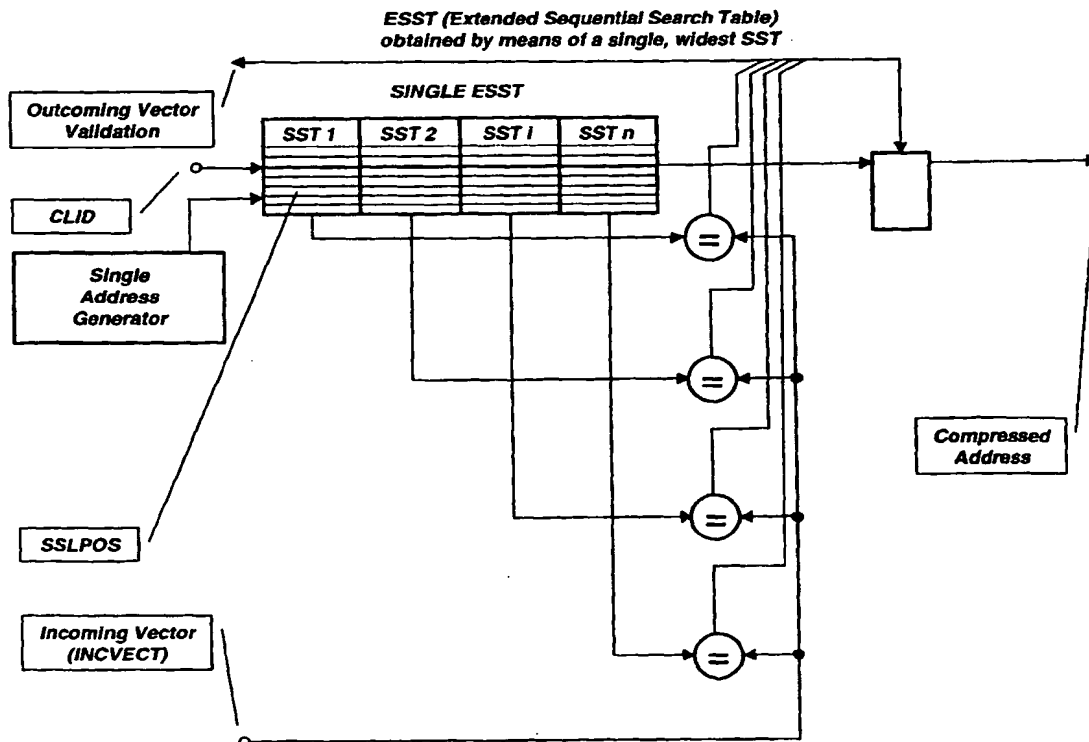 ESST (Extended Sequential Search Table)
obtained by means of a single, widest SST
SINGLE ESST
Outcoming Vector
Validation
SST 1 SST 2 SST i SST n
CLID
Single
Address
Generator
=
=
=
=
Compressed
Address
SSLPOS
Incoming Vector
(INCVECT)